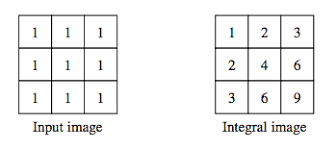 1 1 1 1 2 3
1 1 1 2 4 6
1 1 1 3 6 9
Input image Integral image